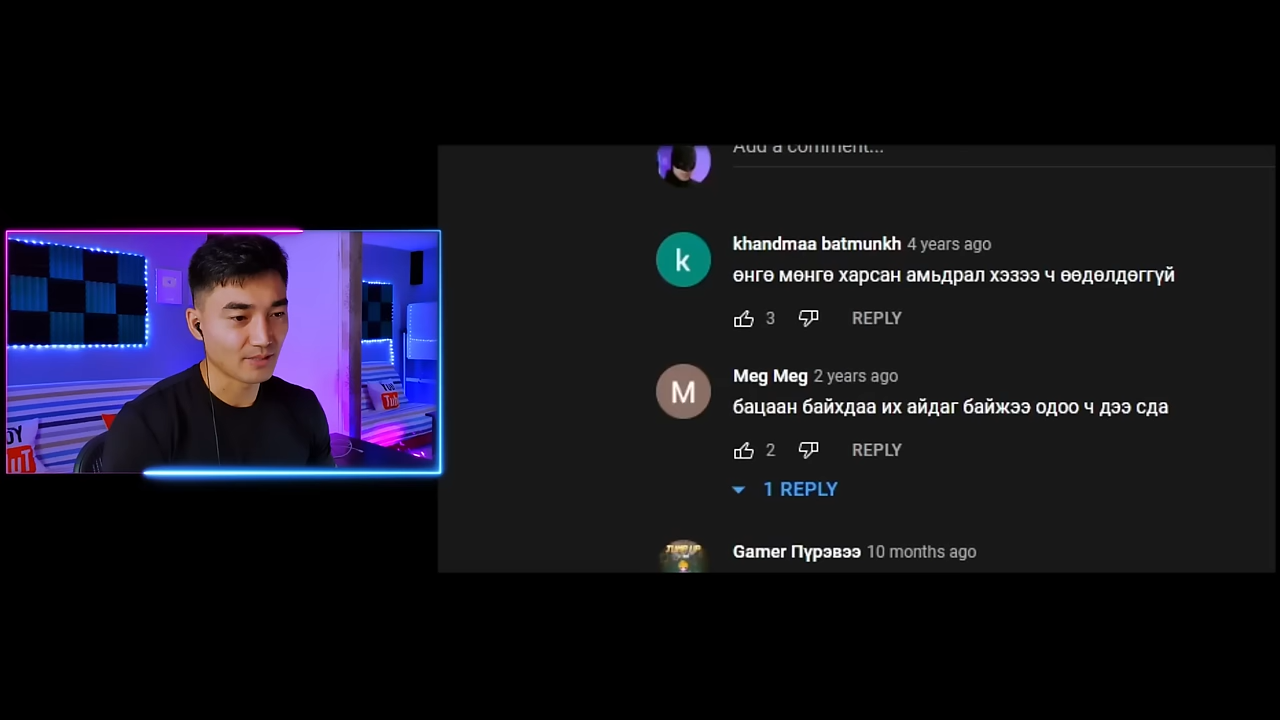 Add a comment...
khandmaa batmunkh 4 years ago
өнгө мөнгө харсан амьдрал хэзээ ч өөдөлдөггүй
3 REPLY
Meg Meg 2 years ago
бацаан байхдаа их айдаг байжээ одоо ч дээ сда
2 REPLY
1 REPLY
Gamer Пүрэвээ 10 months ago
k
M